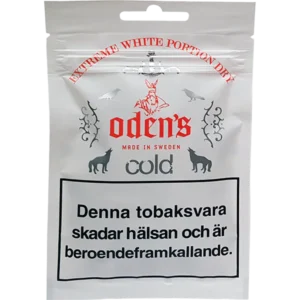 EXTREME WHITE PORTION DRY
oden's
MADE IN SWEDEN
cold
Denna tobaksvara
skadar hälsan och är
beroendeframkallande.